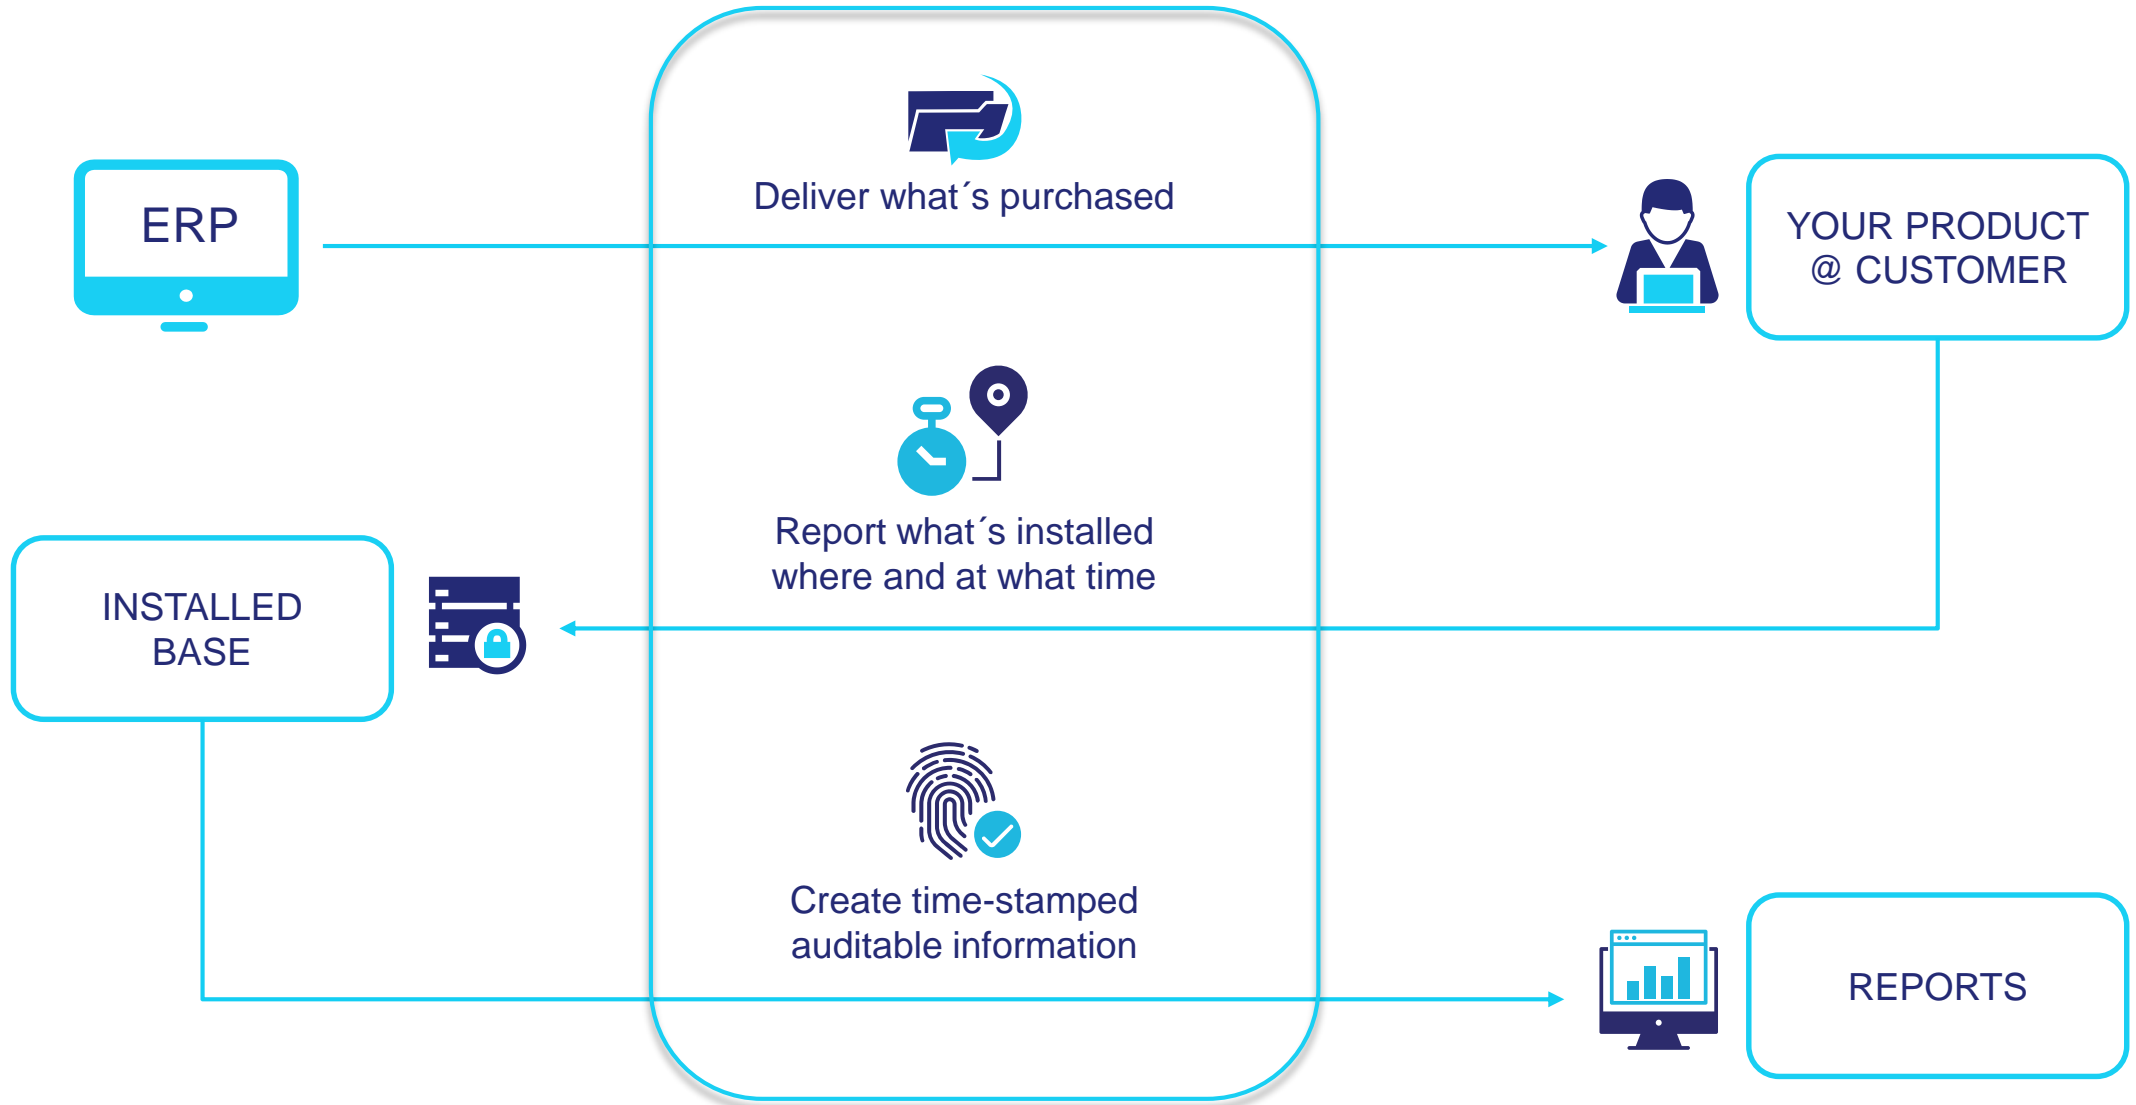 Deliver what´s purchased
ERP
YOUR PRODUCT
@ CUSTOMER
Report what´s installed
where and at what time
INSTALLED
BASE
Create time-stamped
auditable information
REPORTS